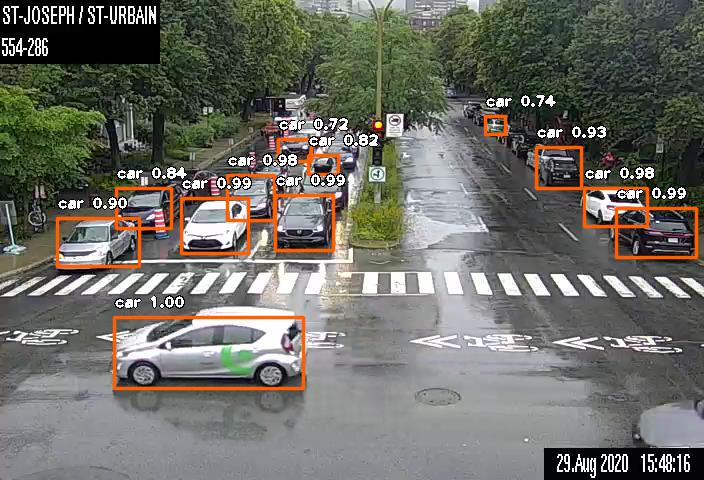 ST-JOSEPH / ST-URBAIN
554-286
car 0.74
car 0.72
car 0.82
car 0.93
car 0.98
car 0.99
car 0.99
car 0.84
car 0.90
car 0.98
car 0.99
car 1.00
29.Aug 2020 15:48:16